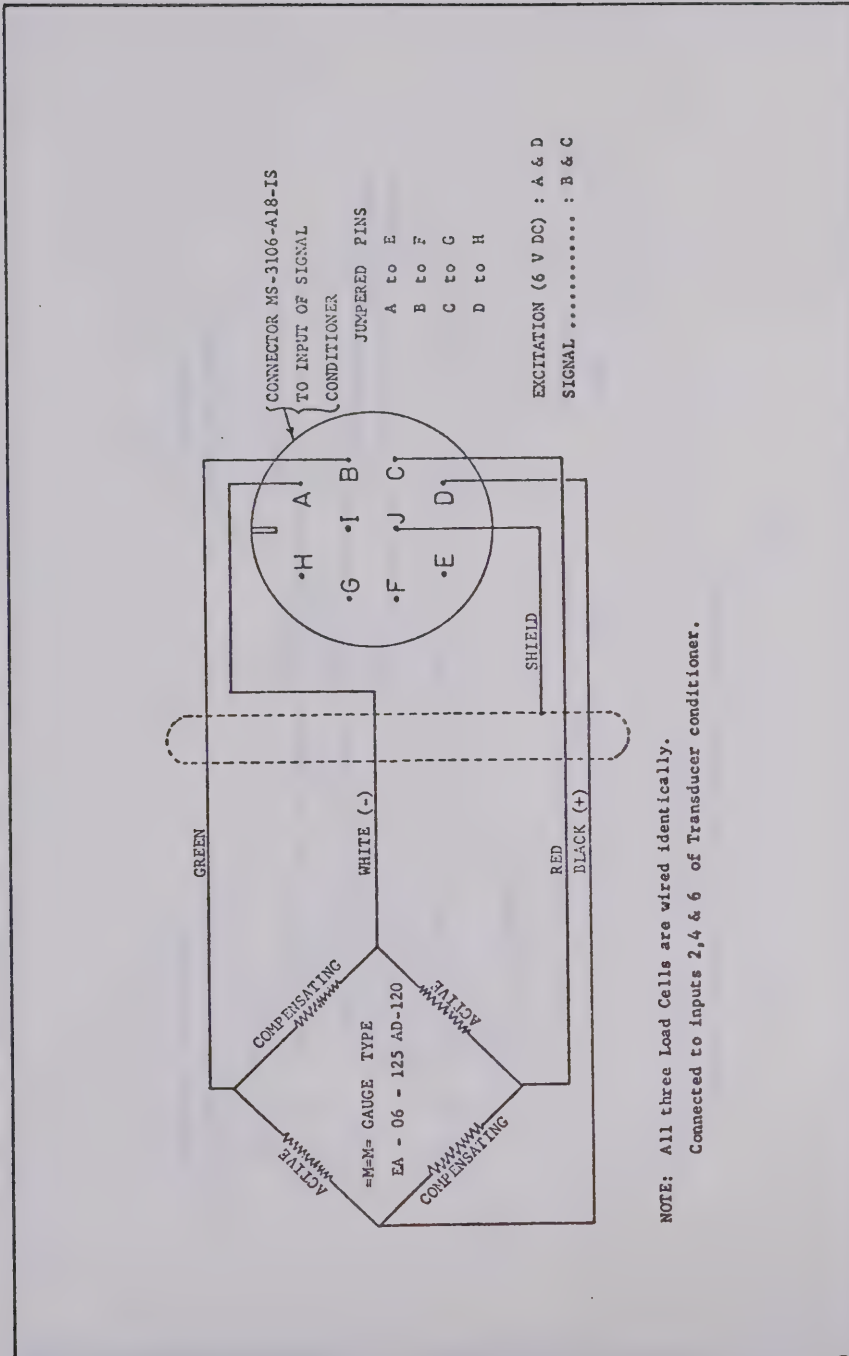 GREEN
CONNECTOR MS-3106-A18-IS
TO INPUT OF SIGNAL
CONDITIONER
JUMPERED PINS
A to E
B to F
C to G
D to H
COMPENSATING
ACTIVE
WHITE (-)
=M=M= GAUGE TYPE
EA - 06 - 125 AD-120
COMPENSATING
ACTIVE
H
A
G
I
B
F
J
C
E
D
SHIELD
EXCITATION (6 V DC) : A & D
SIGNAL ............ : B & C
RED
BLACK (+)
NOTE: All three Load Cells are wired identically.
Connected to inputs 2,4 & 6 of Transducer conditioner.